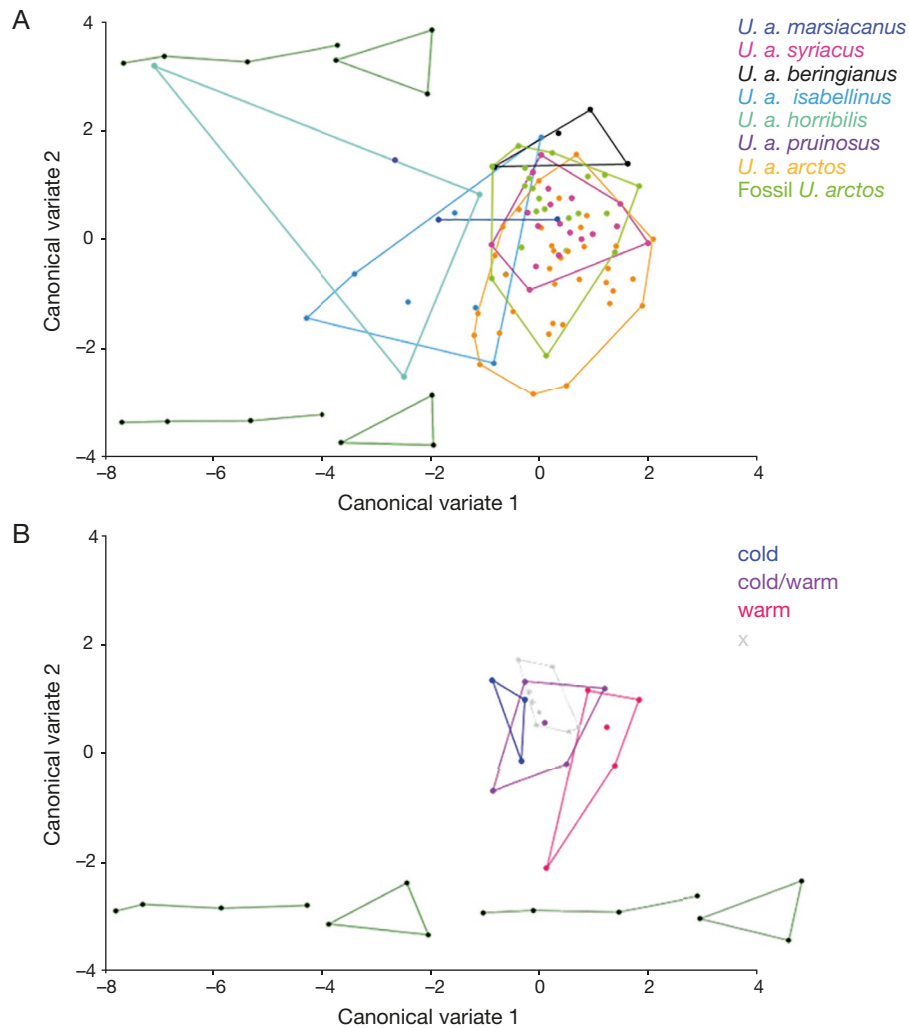 A
U. a. marsiacanus
U. a. syriacus
U. a. beringianus
U. a. isabellinus
U. a. horribilis
U. a. pruinosus
U. a. arctos
Fossil U. arctos
Canonical variate 2
4
2
0
–2
–4
–8 –6 –4 –2 0 2 4
Canonical variate 1
B
cold
cold/warm
warm
x
Canonical variate 2
4
2
0
–2
–4
–8 –6 –4 –2 0 2 4
Canonical variate 1